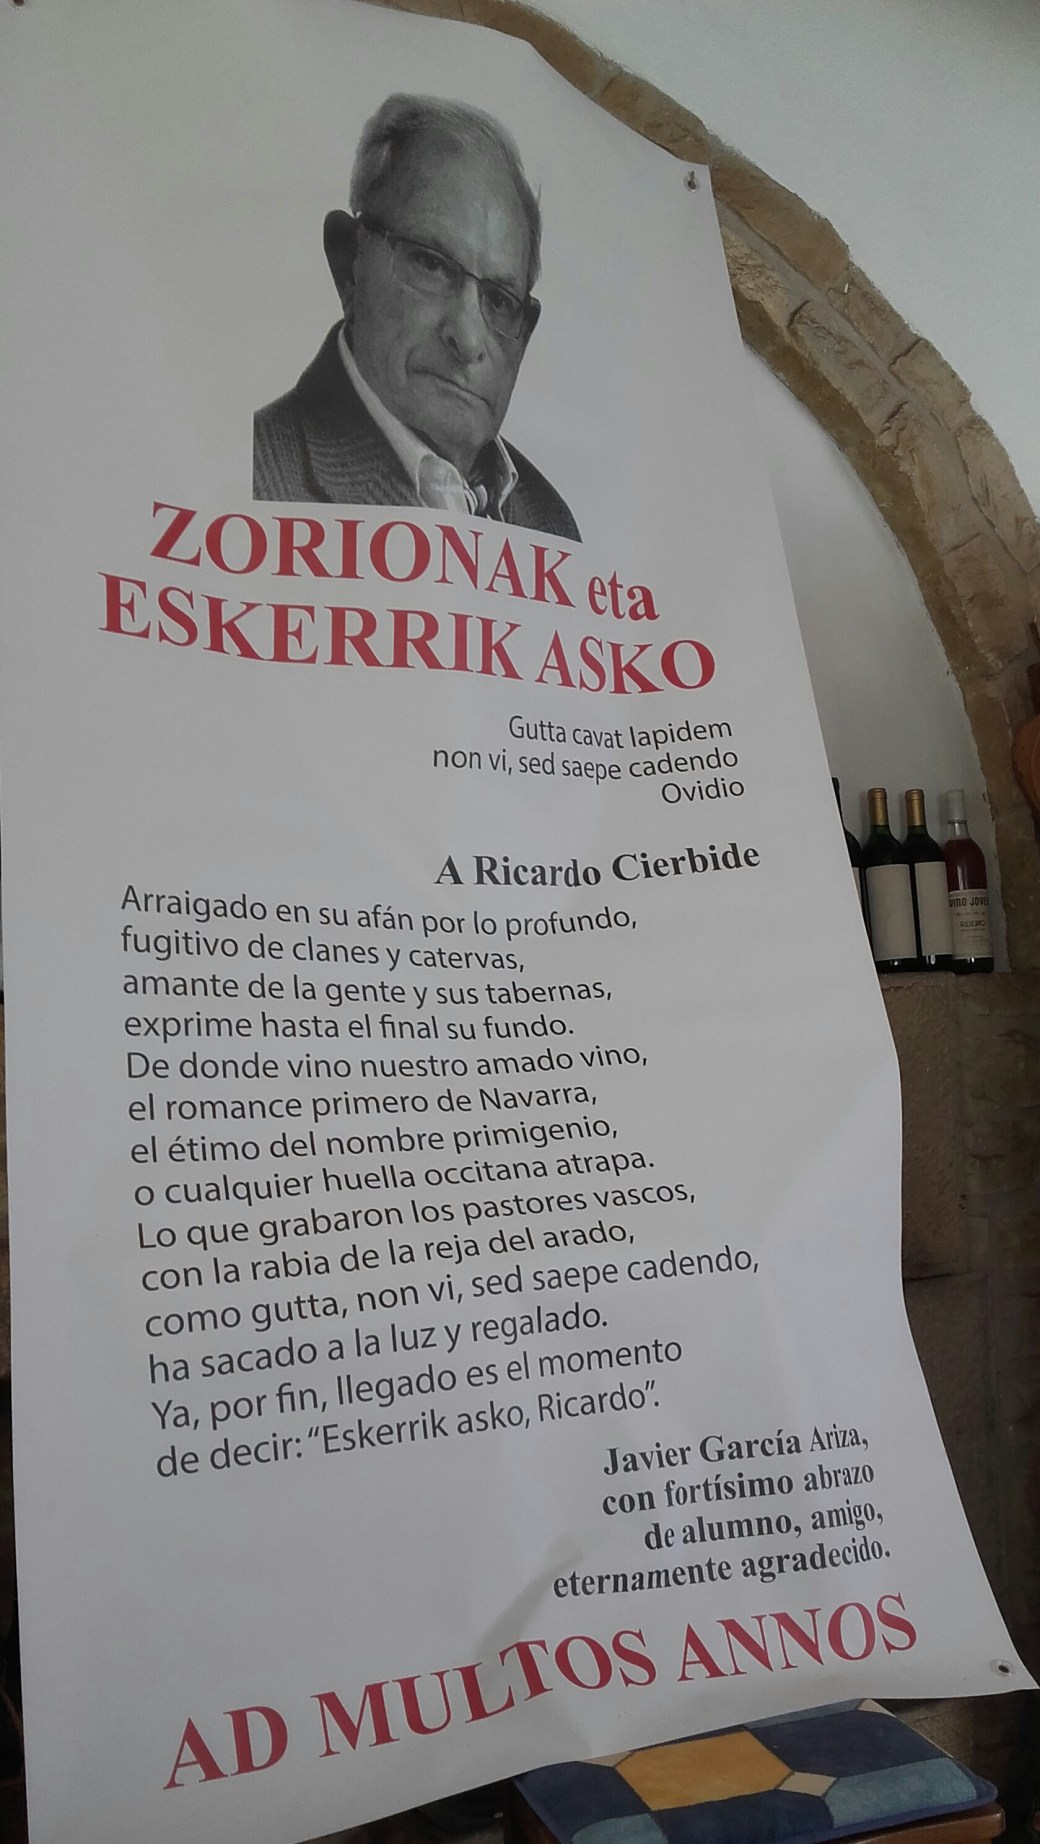 ZORIONAK eta
ESKERRIK ASKO
Gutta cavat lapidem
non vi, sed saepe cadendo
Ovidio
A Ricardo Cierbide
Arraigado en su afán por lo profundo,
fugitivo de clanes y catervas,
amante de la gente y sus tabernas,
exprime hasta el final su fundo.
De donde vino nuestro amado vino,
el romance primero de Navarra,
el étimo del nombre primigenio,
o cualquier huella occitana atrapa.
Lo que grabaron los pastores vascos,
con la rabia de la reja del arado,
como gutta, non vi, sed saepe cadendo,
ha sacado a la luz y regalado.
Ya, por fin, llegado es el momento
de decir: “Eskerrik asko, Ricardo”.
Javier García Ariza,
con fortísimo abrazo
de alumno, amigo,
eternamente agradecido.
AD MULTOS ANNOS
VINO JOVEN